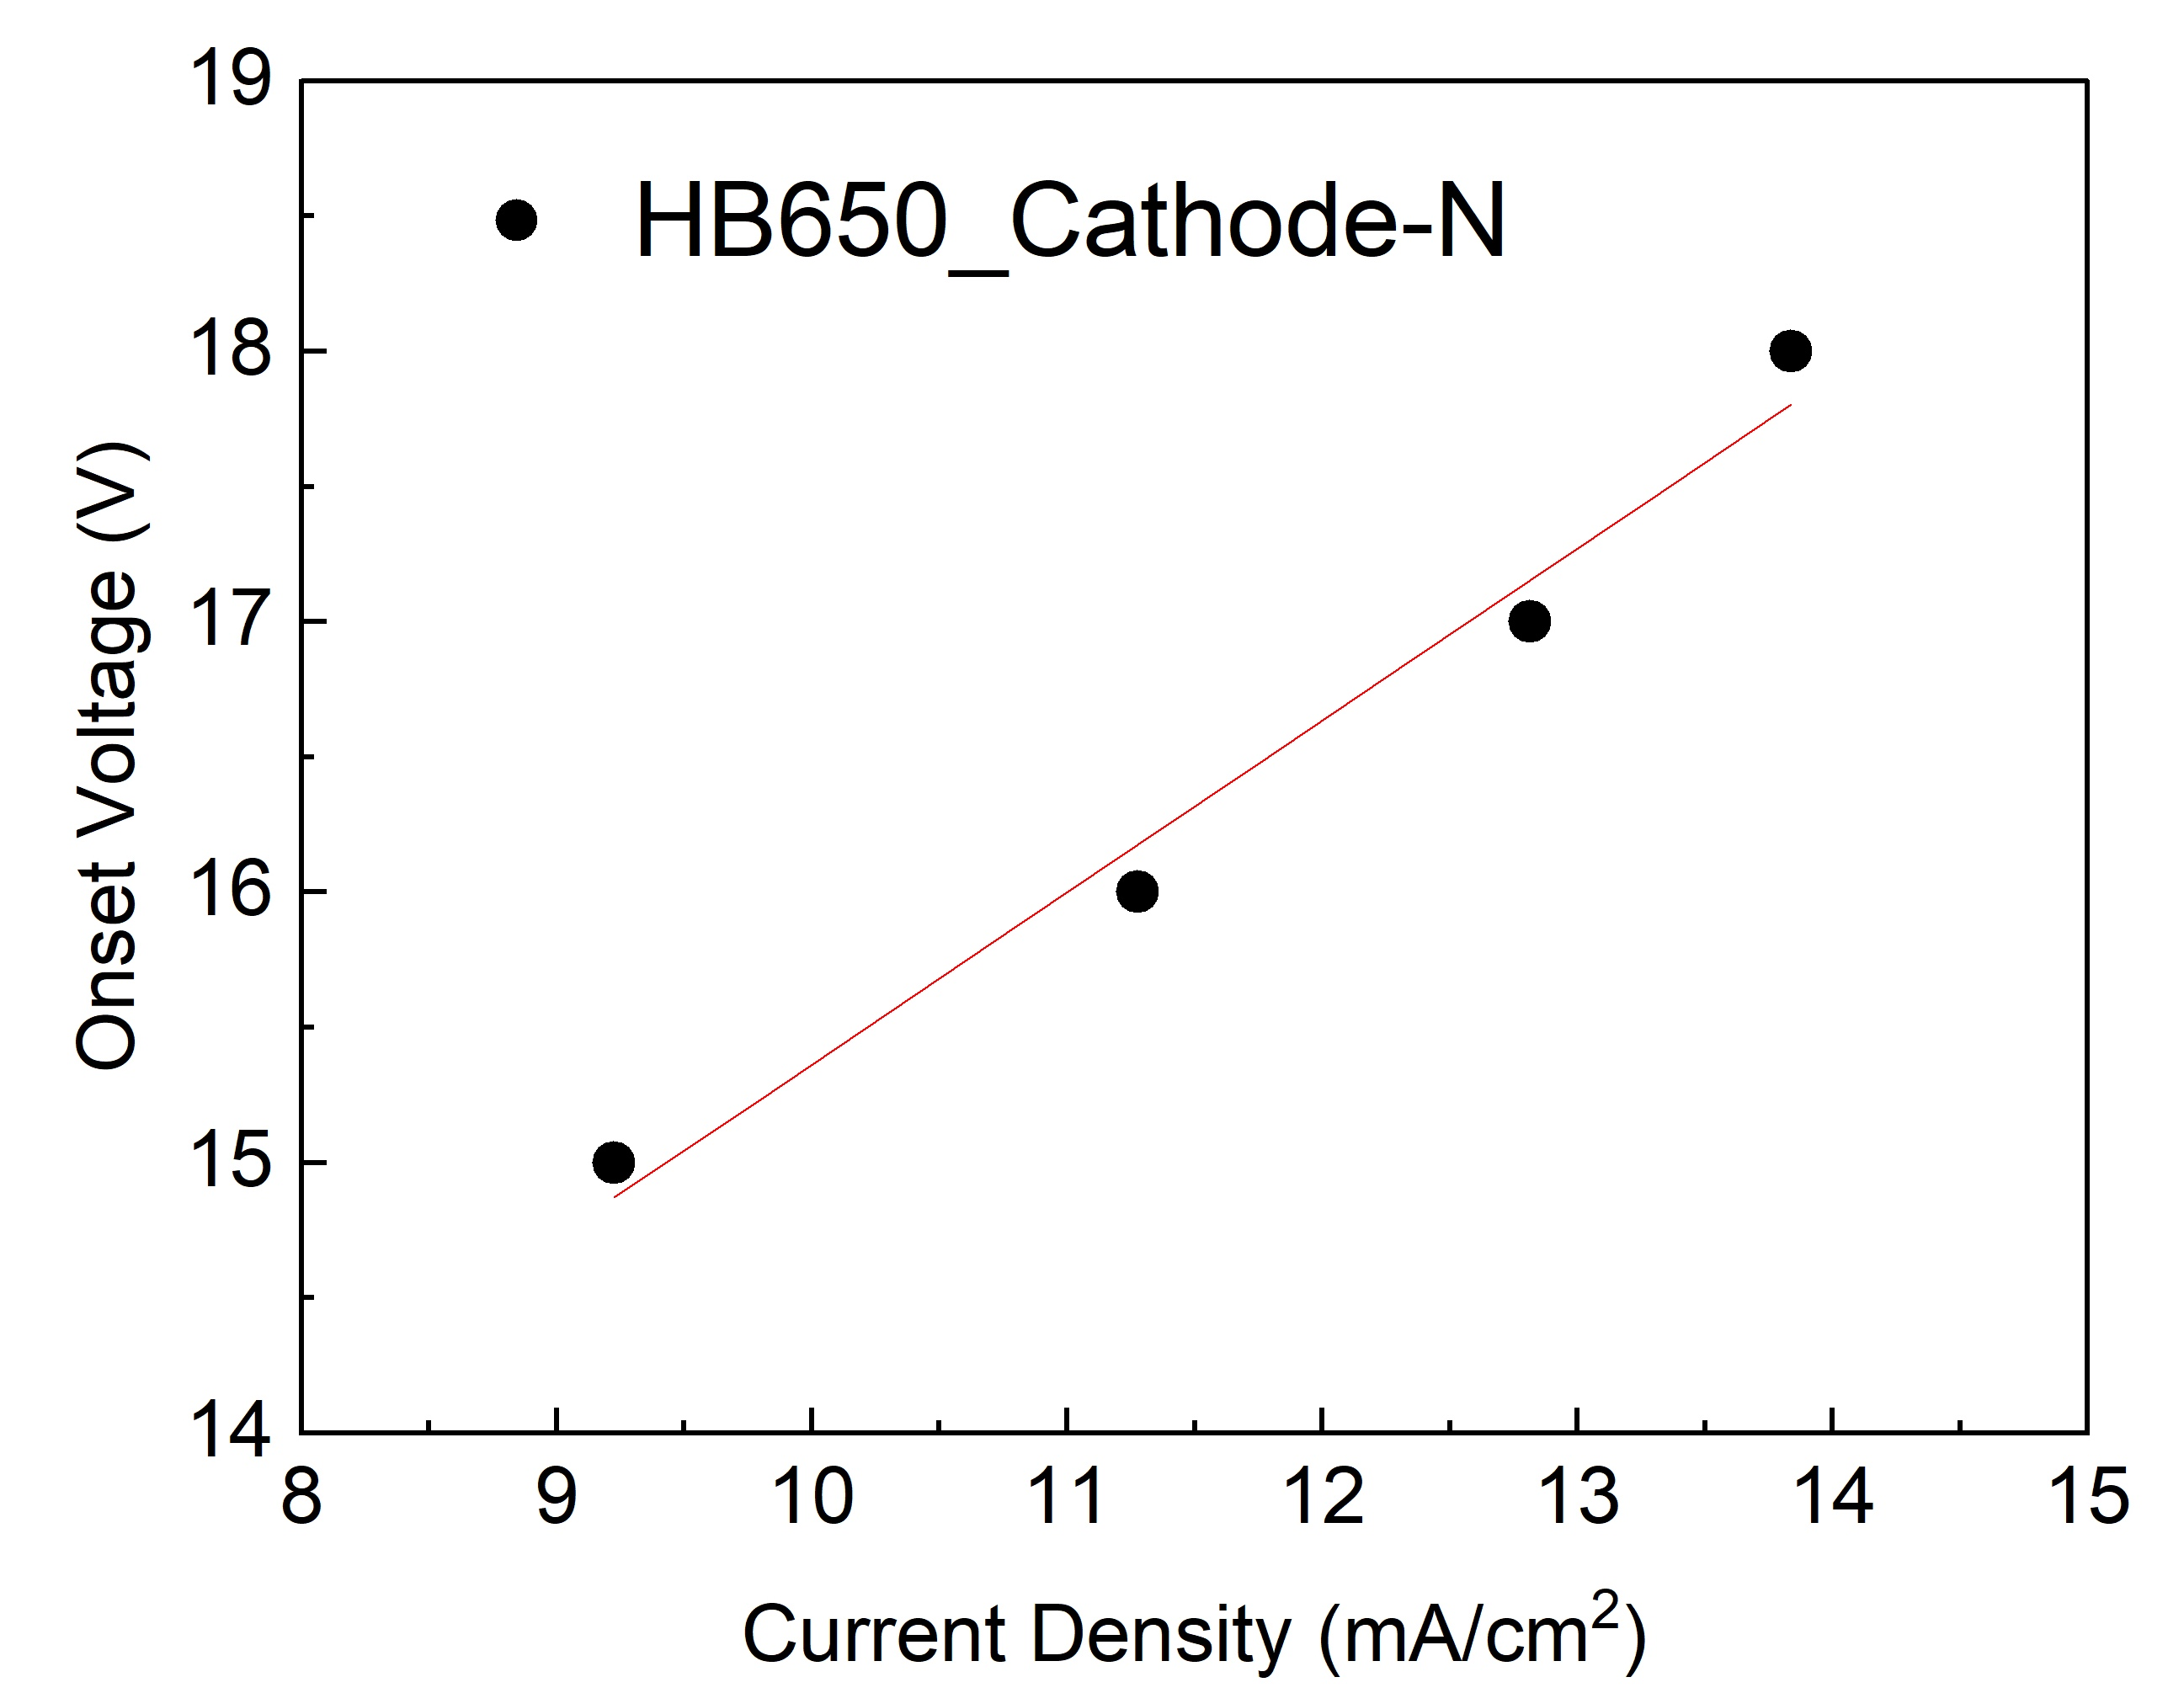 19
HB650_Cathode-N
18
17
16
15
14
Onset Voltage (V)
8 9 10 11 12 13 14 15
Current Density (mA/cm²)